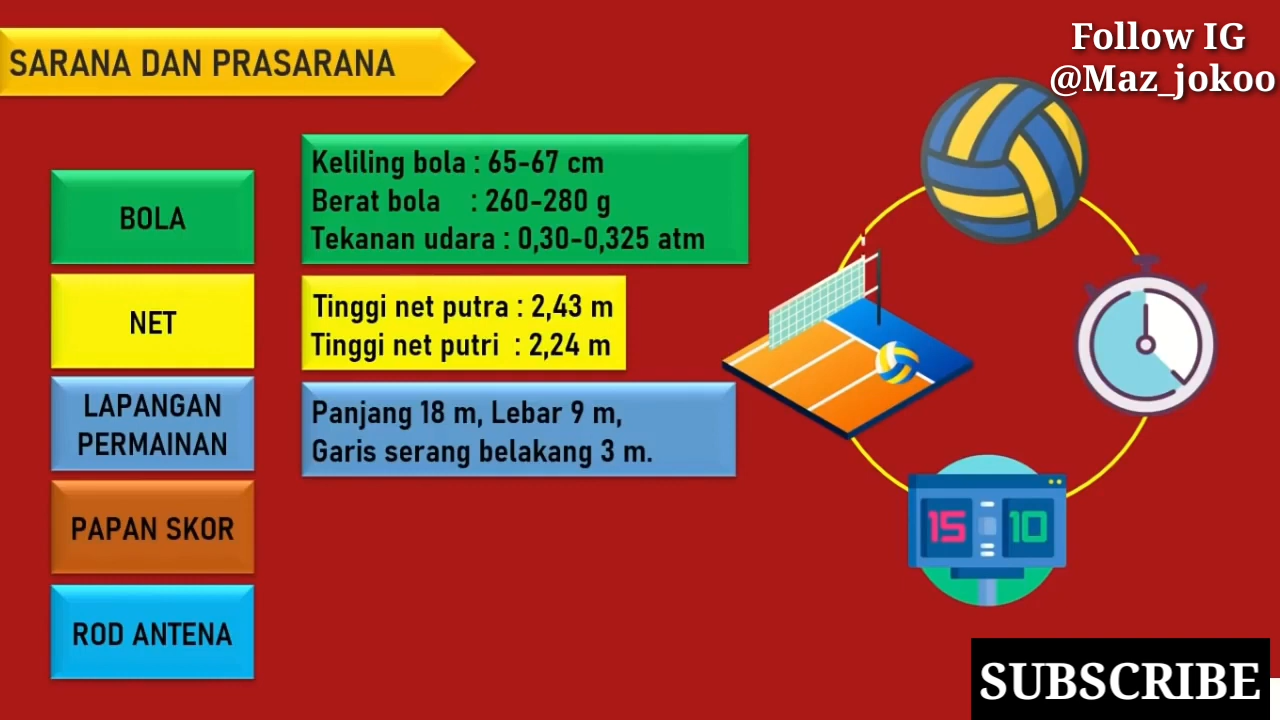 SARANA DAN PRASARANA
Follow IG
@Maz_jokoo
BOLA
Keliling bola : 65-67 cm
Berat bola : 260-280 g
Tekanan udara : 0,30-0,325 atm
NET
Tinggi net putra : 2,43 m
Tinggi net putri : 2,24 m
LAPANGAN
PERMAINAN
Panjang 18 m, Lebar 9 m,
Garis serang belakang 3 m.
PAPAN SKOR
ROD ANTENA
15 10
SUBSCRIBE